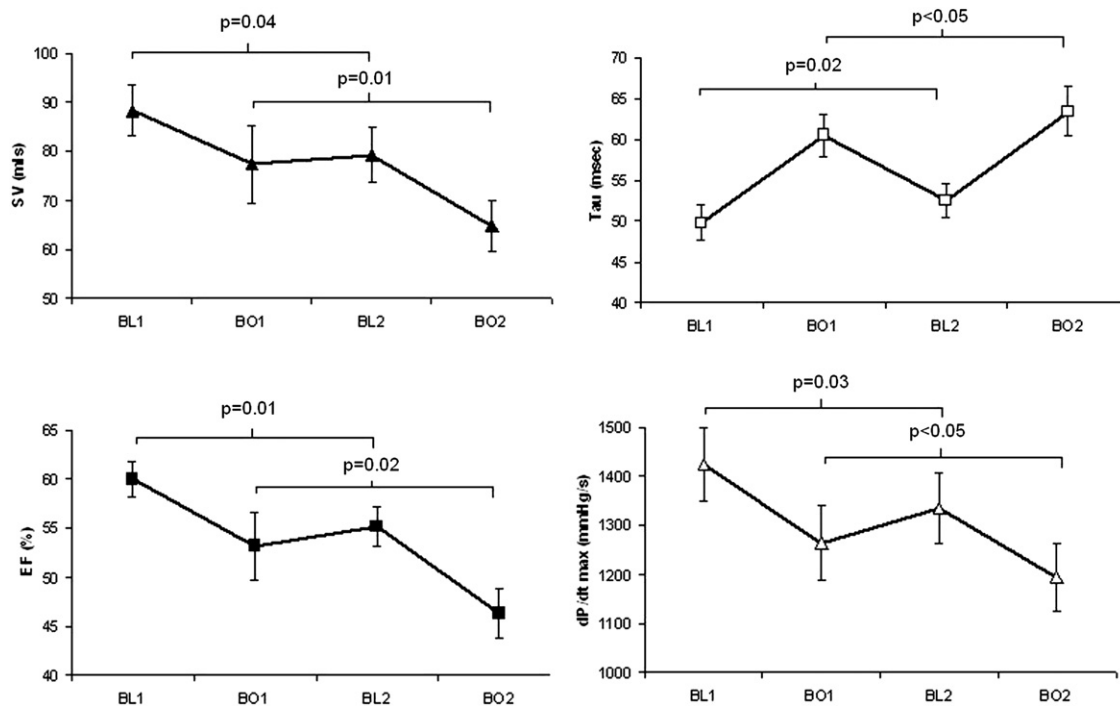 p=0.04
p=0.01
100
90
80
70
60
50
SV (mls)
BL1 BO1 BL2 BO2
p<0.05
p=0.02
70
65
60
55
50
45
40
Tau (msec)
BL1 BO1 BL2 BO2
p=0.01
p=0.02
65
60
55
50
45
40
EF (%)
BL1 BO1 BL2 BO2
p=0.03
p<0.05
1500
1400
1300
1200
1100
1000
dP/dt max (mmHg/s)
BL1 BO1 BL2 BO2